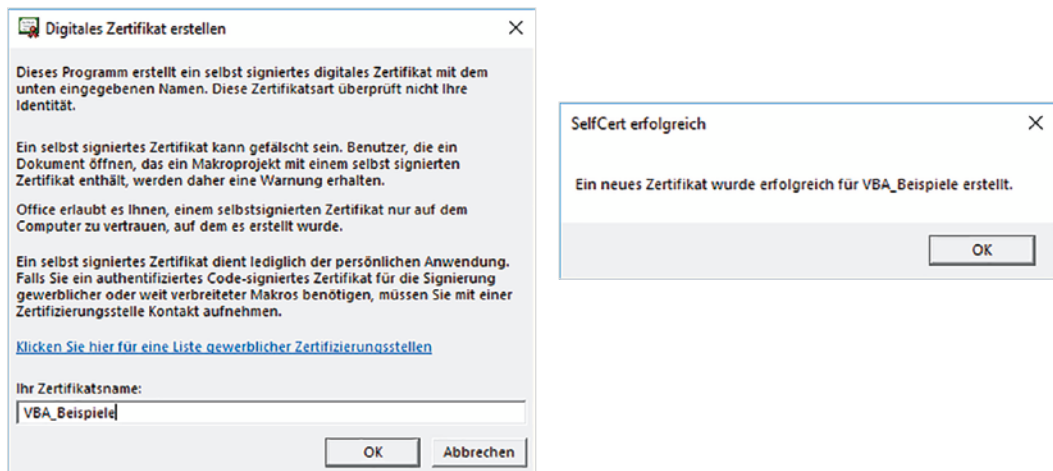 Digitales Zertifikat erstellen
Dieses Programm erstellt ein selbst signiertes digitales Zertifikat mit dem
unten eingegebenen Namen. Diese Zertifikatsart überprüft nicht Ihre
Identität.
Ein selbst signiertes Zertifikat kann gefälscht sein. Benutzer, die ein
Dokument öffnen, das ein Makroprojekt mit einem selbst signierten
Zertifikat enthält, werden daher eine Warnung erhalten.
Office erlaubt es Ihnen, einem selbstsignierten Zertifikat nur auf dem
Computer zu vertrauen, auf dem es erstellt wurde.
Ein selbst signiertes Zertifikat dient lediglich der persönlichen Anwendung.
Falls Sie ein authentifiziertes Code-signiertes Zertifikat für die Signierung
gewerblicher oder weit verbreiteter Makros benötigen, müssen Sie mit einer
Zertifizierungsstelle Kontakt aufnehmen.
Klicken Sie hier für eine Liste gewerblicher Zertifizierungsstellen
Ihr Zertifikatsname:
VBA_Beispiele
OK Abbrechen
SelfCert erfolgreich
Ein neues Zertifikat wurde erfolgreich für VBA_Beispiele erstellt.
OK